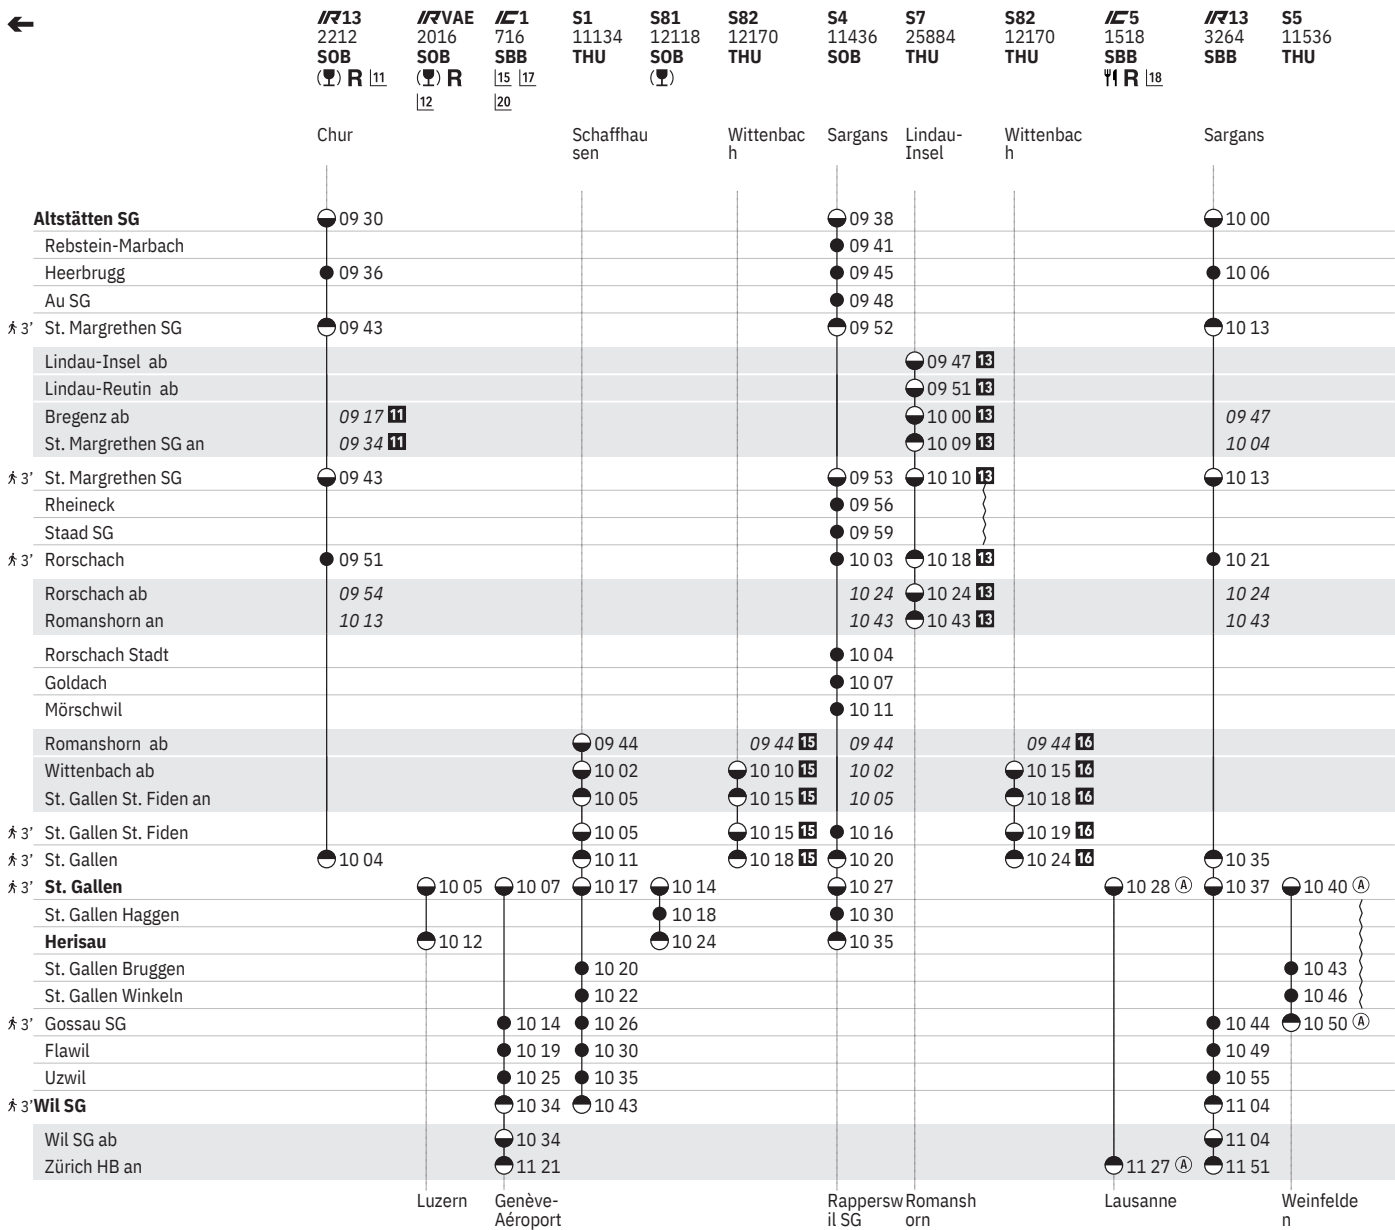 IR13 IRVAE IC1 S1 S81 S82 S4 S7 S82 IC5 IR13 S5
2212 2016 716 11134 12118 12170 11436 25884 12170 1518 3264 11536
SOB SOB SBB THU SOB THU SOB THU THU SBB SBB THU
R 11 R 15 17 R 18
12 20
Chur Schaffhau Wittenbac Sargans Lindau- Wittenbac Sargans
sen h Insel h
Altstätten SG 09 30 09 38 10 00
Rebstein-Marbach 09 41
Heerbrugg 09 36 09 45 10 06
Au SG 09 48
3' St. Margrethen SG 09 43 09 52 10 13
Lindau-Insel ab 09 47 13
Lindau-Reutin ab 09 51 13
Bregenz ab 09 17 11 10 00 13 09 47
St. Margrethen SG an 09 34 11 10 09 13 10 04
3' St. Margrethen SG 09 43 09 53 10 10 13 10 13
Rheineck 09 56
Staad SG 09 59
3' Rorschach 09 51 10 03 10 18 13 10 21
Rorschach ab 09 54 10 24 10 24 13 10 24
Romanshorn an 10 13 10 43 10 43 13 10 43
Rorschach Stadt 10 04
Goldach 10 07
Mörschwil 10 11
Romanshorn ab 09 44 09 44 15 09 44 09 44 16
Wittenbach ab 10 02 10 10 15 10 02 10 15 16
St. Gallen St. Fiden an 10 05 10 15 15 10 05 10 18 16
3' St. Gallen St. Fiden 10 05 10 15 15 10 16 10 19 16
3' St. Gallen 10 04 10 11 10 18 15 10 20 10 24 16 10 35
3' St. Gallen 10 05 10 07 10 17 10 14 10 27 10 28 A 10 37 10 40 A
St. Gallen Haggen 10 18 10 30
Herisau 10 12 10 24 10 35
St. Gallen Bruggen 10 20 10 43
St. Gallen Winkeln 10 22 10 46
3' Gossau SG 10 14 10 26 10 44 10 50 A
Flawil 10 19 10 30 10 49
Uzwil 10 25 10 35 10 55
3' Wil SG 10 34 10 43 11 04
Wil SG ab 10 34 11 04
Zürich HB an 11 21 11 27 A 11 51
Luzern Genève- Rappersw Romansh Lausanne Weinfelde
Aéroport il SG orn n